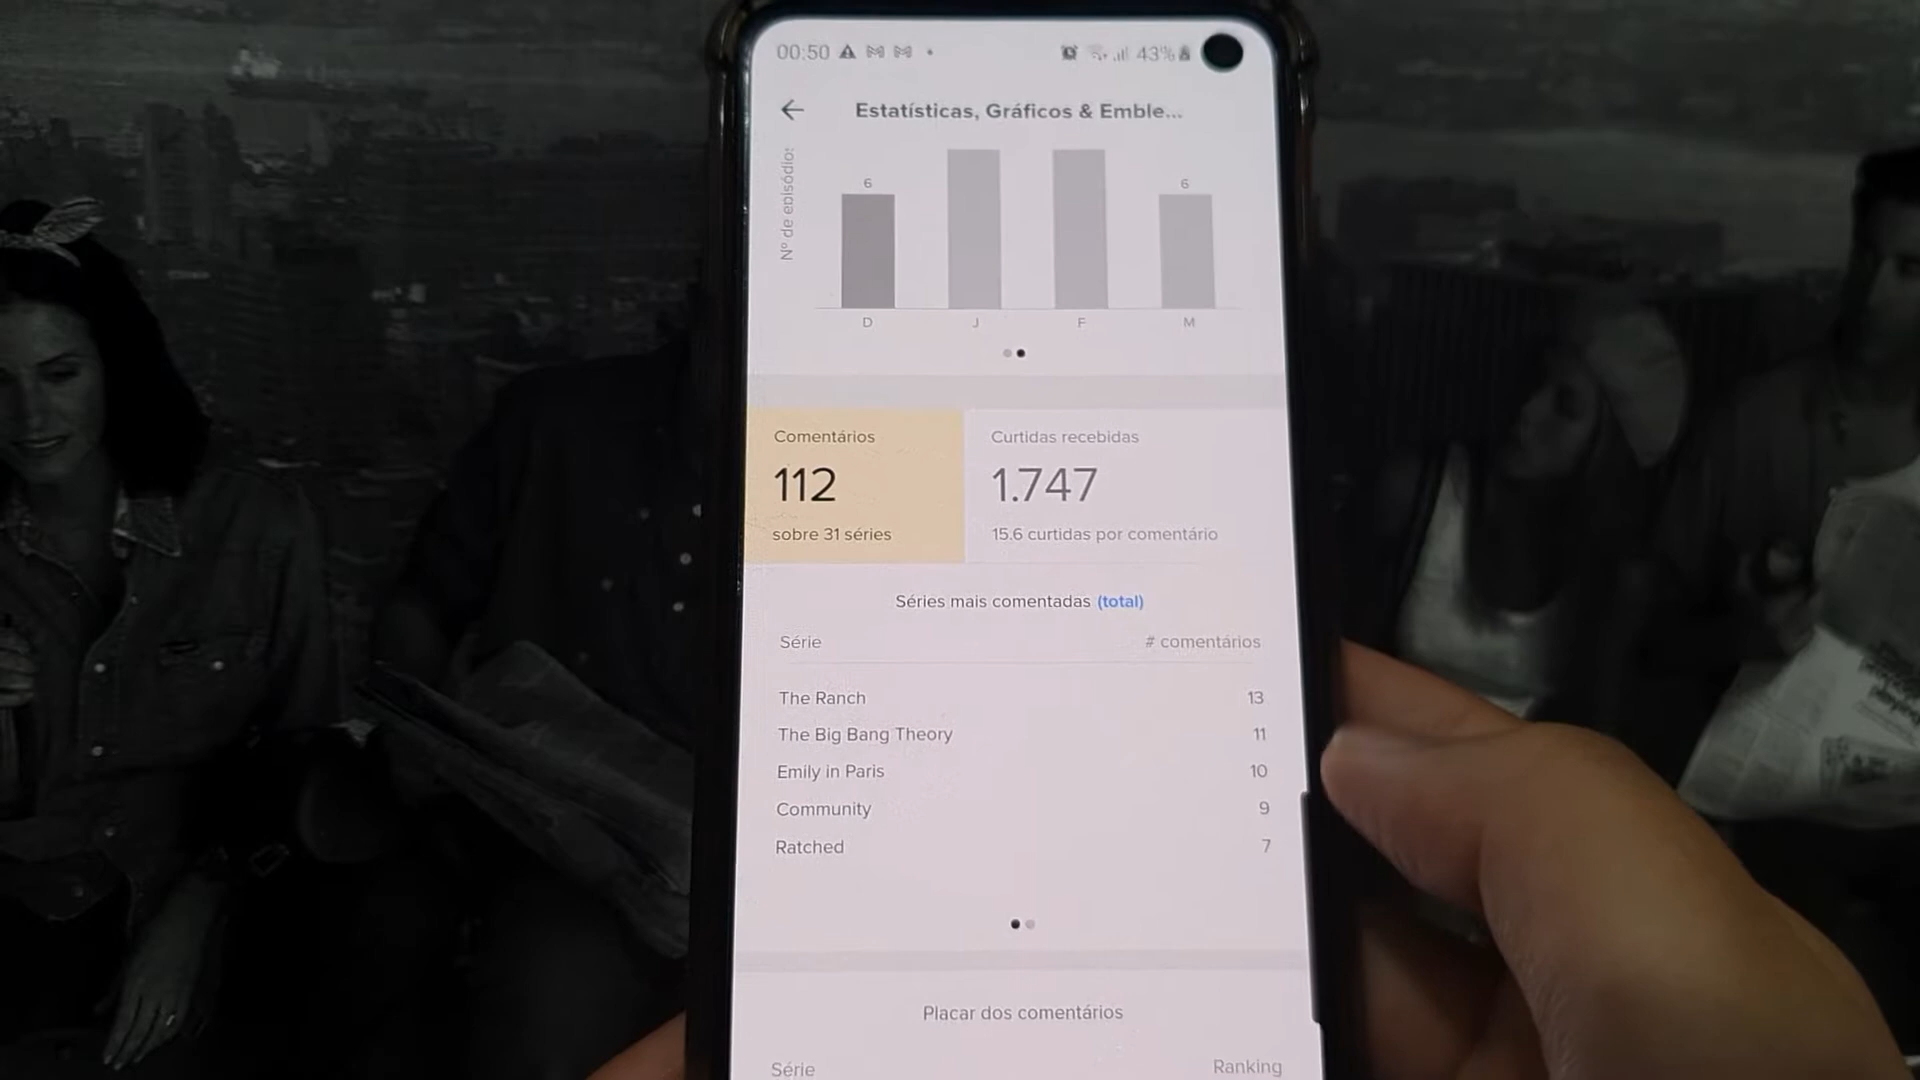 00:50 43%
Estatísticas, Gráficos & Emble...
Nº de episódio:
6 6
D J F M
Comentários
112
sobre 31 séries
Curtidas recebidas
1.747
15.6 curtidas por comentário
Séries mais comentadas (total)
Série # comentários
The Ranch 13
The Big Bang Theory 11
Emily in Paris 10
Community 9
Ratched 7
Placar dos comentários
Série Ranking